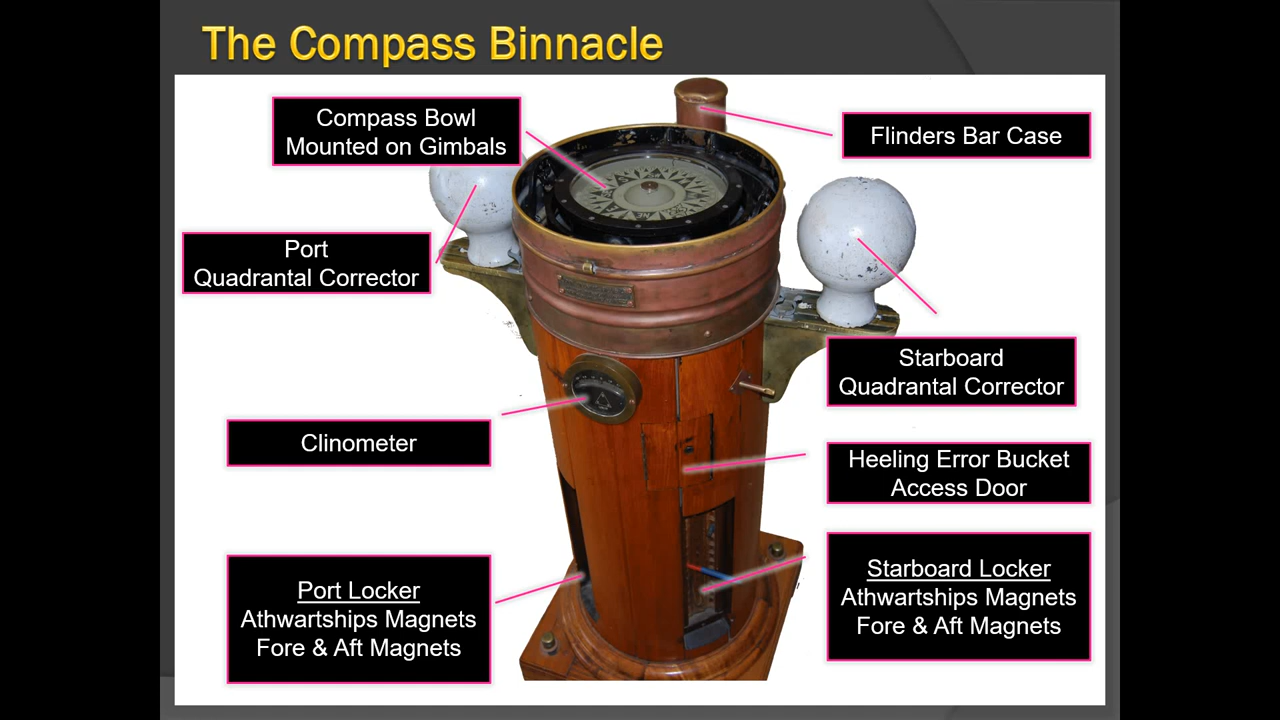 The Compass Binnacle
Compass Bowl
Mounted on Gimbals
Flinders Bar Case
Port
Quadrantal Corrector
Starboard
Quadrantal Corrector
Clinometer
Heeling Error Bucket
Access Door
Port Locker
Athwartships Magnets
Fore & Aft Magnets
Starboard Locker
Athwartships Magnets
Fore & Aft Magnets